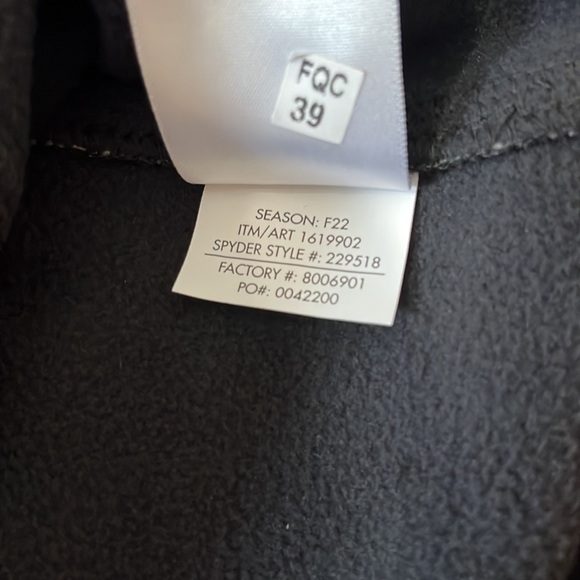 FQC
39
SEASON: F22
ITM/ART 1619902
SPYDER STYLE #: 229518
FACTORY #: 8006901
PO#: 0042200